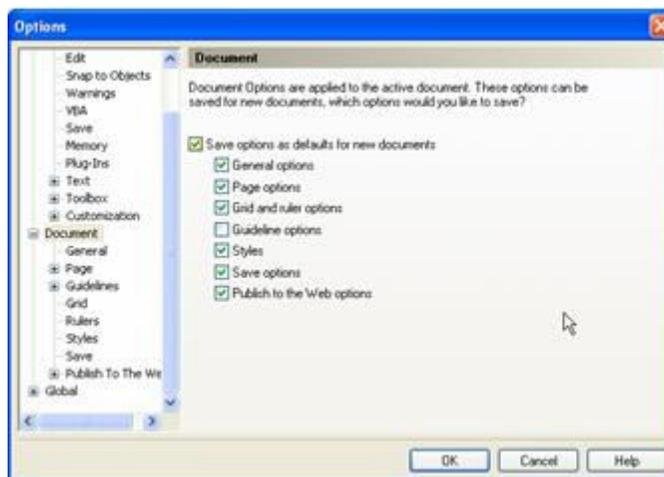 Options
Edit
Snap to Objects
Warnings
VBA
Save
Memory
Plug-Ins
Text
Toolbox
Customization
Document
General
Page
Guidelines
Grid
Rulers
Styles
Save
Publish To The We
Global
Document
Document Options are applied to the active document. These options can be
saved for new documents, which options would you like to save?
Save options as defaults for new documents
General options
Page options
Grid and ruler options
Guideline options
Styles
Save options
Publish to the Web options
OK Cancel Help